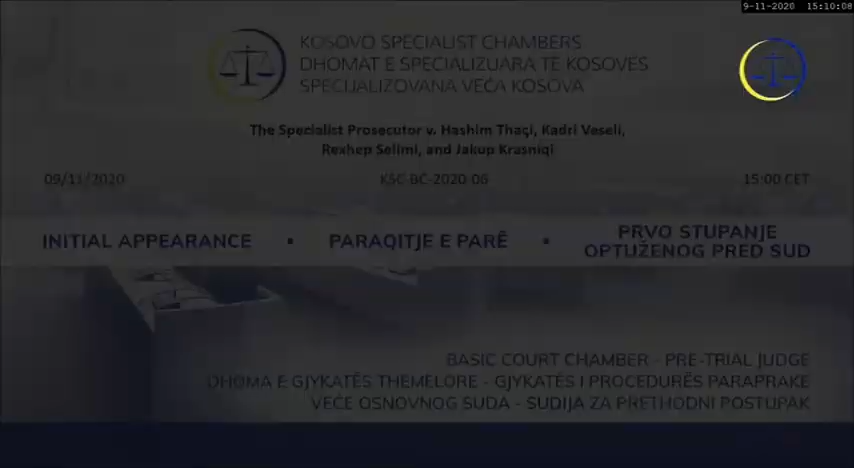 9-11-2020 15:10:08
KOSOVO SPECIALIST CHAMBERS
DHOMAT E SPECIALIZUARA TË KOSOVËS
SPECIJALIZOVANA VEĆA KOSOVA
The Specialist Prosecutor v. Hashim Thaçi, Kadri Veseli,
Rexhep Selimi, and Jakup Krasniqi
09/11/2020 KSC-BC-2020-06 15:00 CET
INITIAL APPEARANCE • PARAQITJE E PARË • PRVO STUPANJE
OPTUŽENOG PRED SUD
BASIC COURT CHAMBER - PRE-TRIAL JUDGE
DHOMA E GJYKATËS THEMELORE - GJYKATËS I PROCEDURËS PARAPRAKE
VEĆE OSNOVNOG SUDA - SUDIJA ZA PRETHODNI POSTUPAK